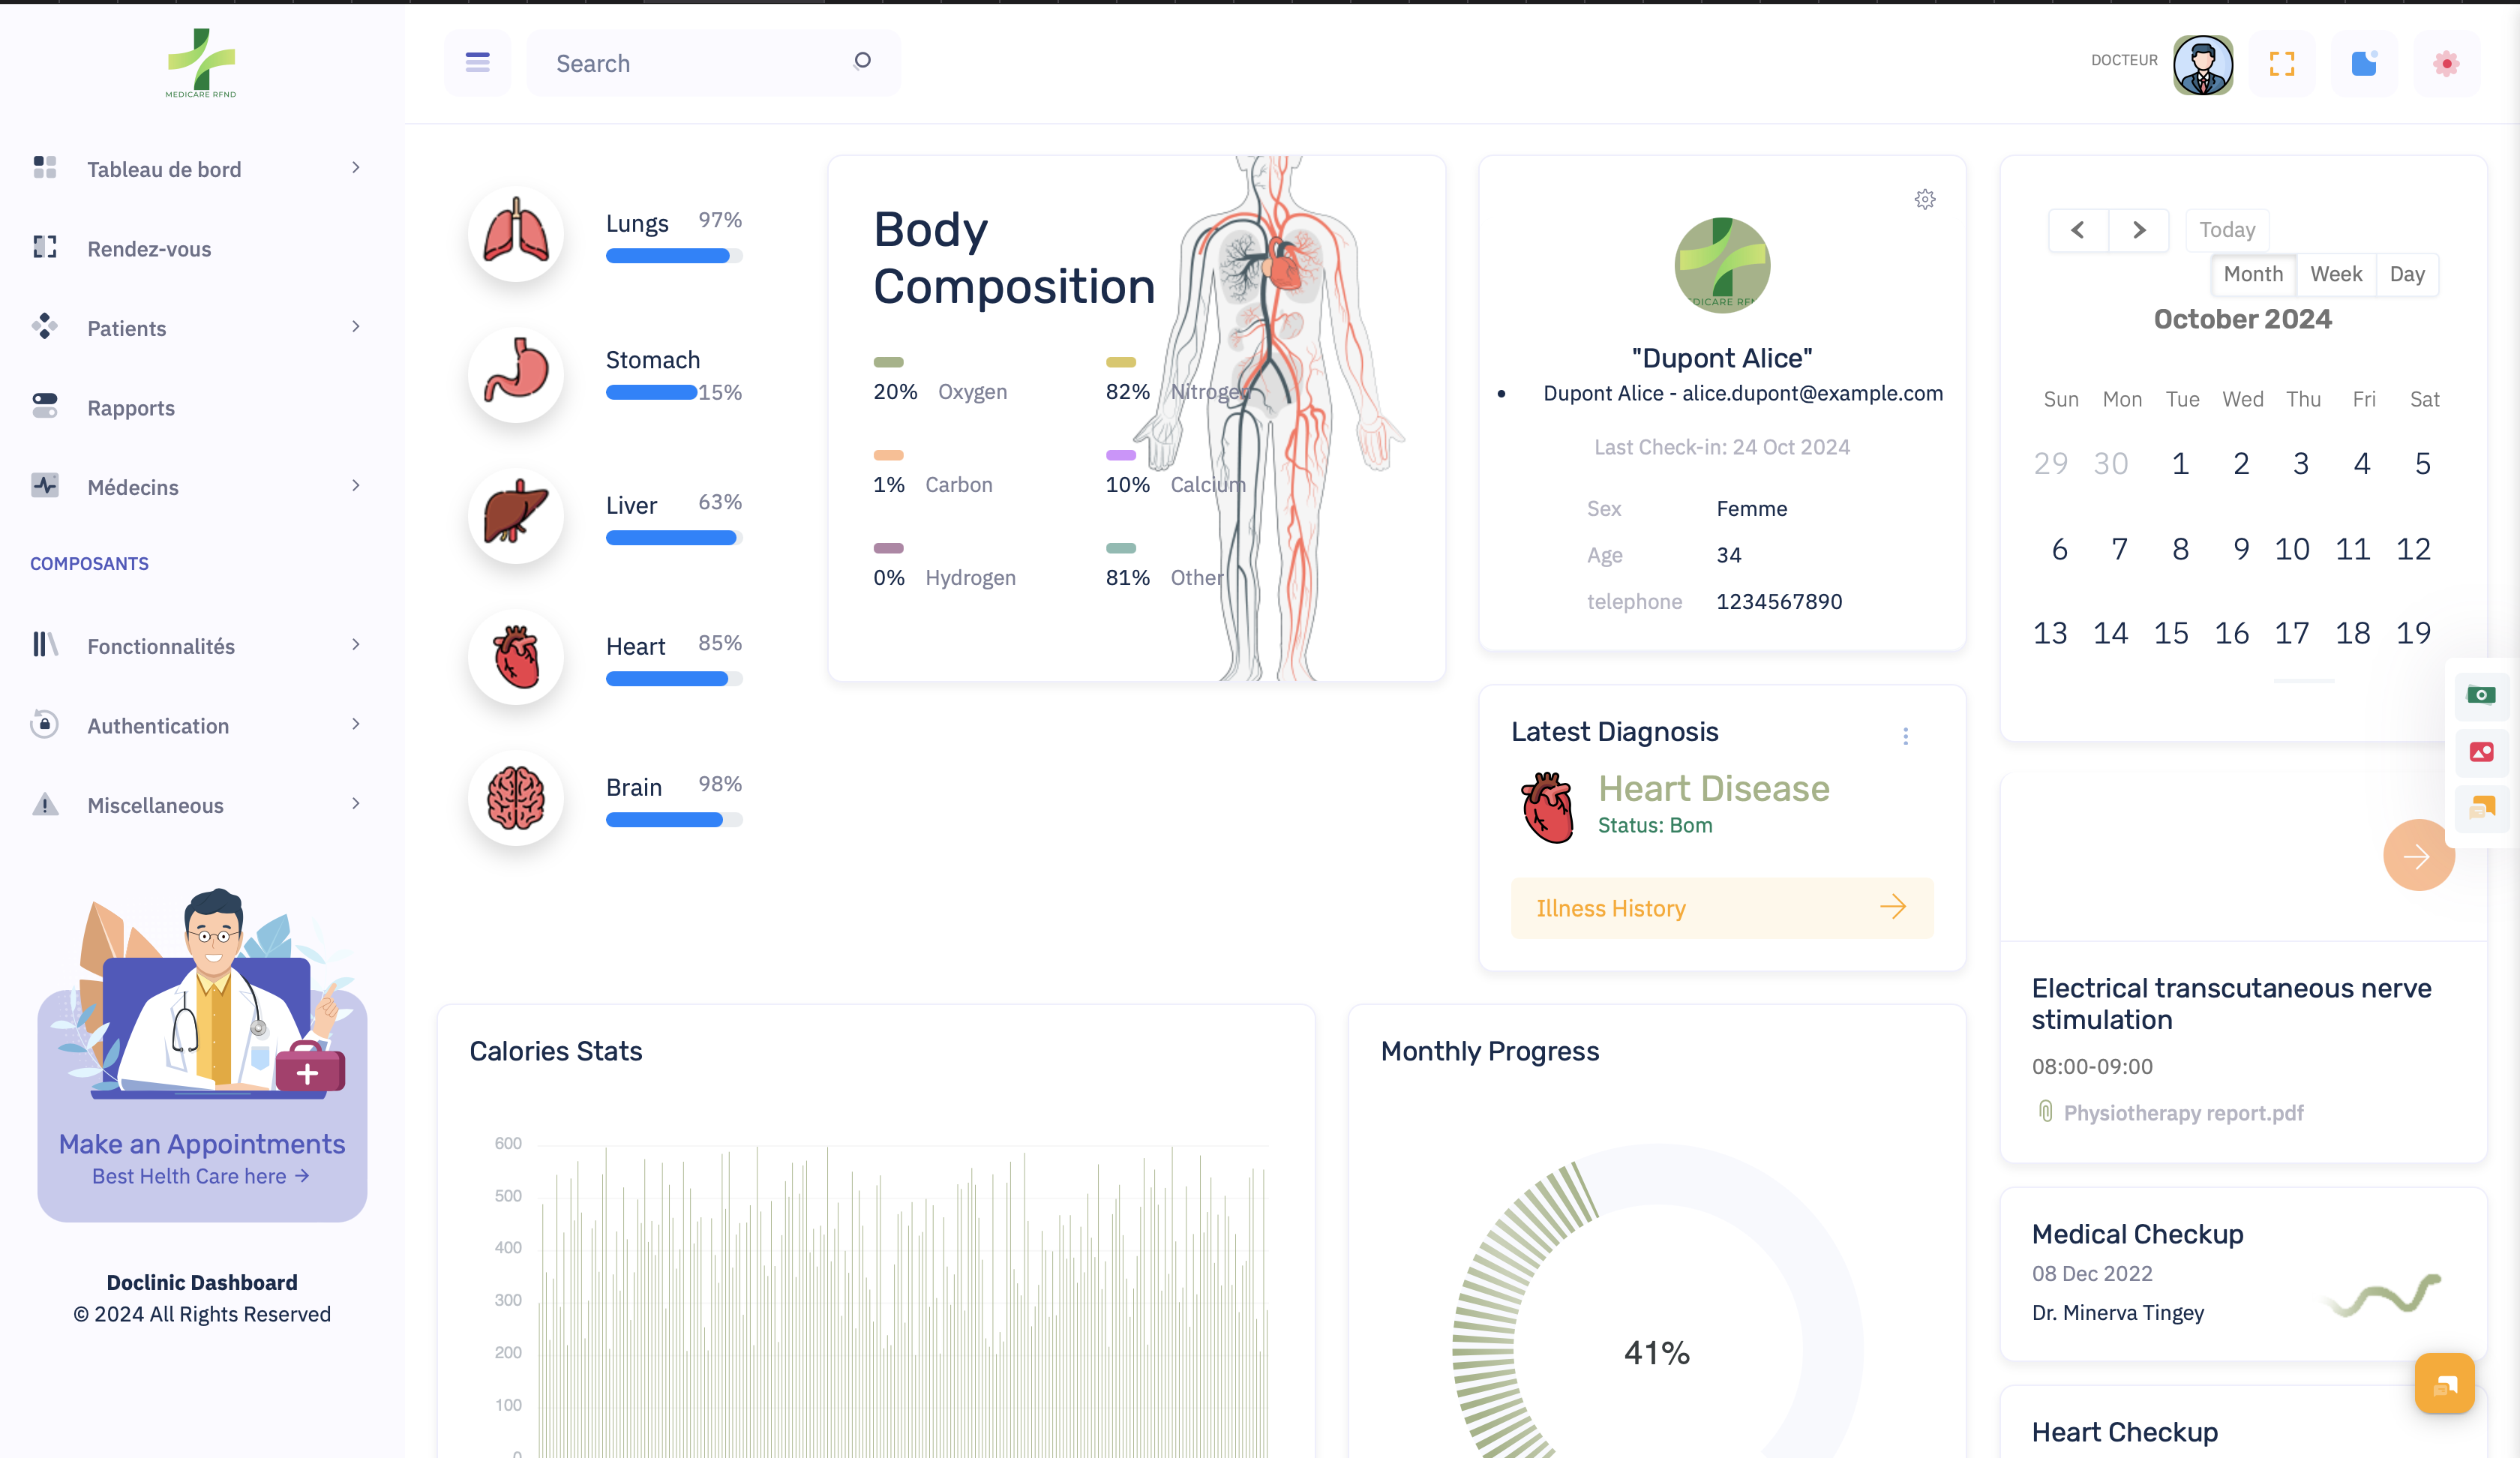 MEDICARE RFND
Tableau de bord
Rendez-vous
Patients
Rapports
Médecins
COMPOSANTS
Fonctionnalités
Authentication
Miscellaneous
Make an Appointments
Best Helth Care here →
Doclinic Dashboard
© 2024 All Rights Reserved
Search
DOCTEUR
Lungs 97%
Stomach
15%
Liver 63%
Heart 85%
Brain 98%
Body
Composition
20% Oxygen 82% Nitrogen
1% Carbon 10% Calcium
0% Hydrogen 81% Other
DICARE RFN
"Dupont Alice"
• Dupont Alice - alice.dupont@example.com
Last Check-in: 24 Oct 2024
Sex Femme
Age 34
telephone 1234567890
Latest Diagnosis
Heart Disease
Status: Bom
Illness History
Today
Month Week Day
October 2024
Sun Mon Tue Wed Thu Fri Sat
29 30 1 2 3 4 5
6 7 8 9 10 11 12
13 14 15 16 17 18 19
Electrical transcutaneous nerve
stimulation
08:00-09:00
Physiotherapy report.pdf
Medical Checkup
08 Dec 2022
Dr. Minerva Tingey
Heart Checkup
Calories Stats
600
500
400
300
200
100
0
Monthly Progress
41%